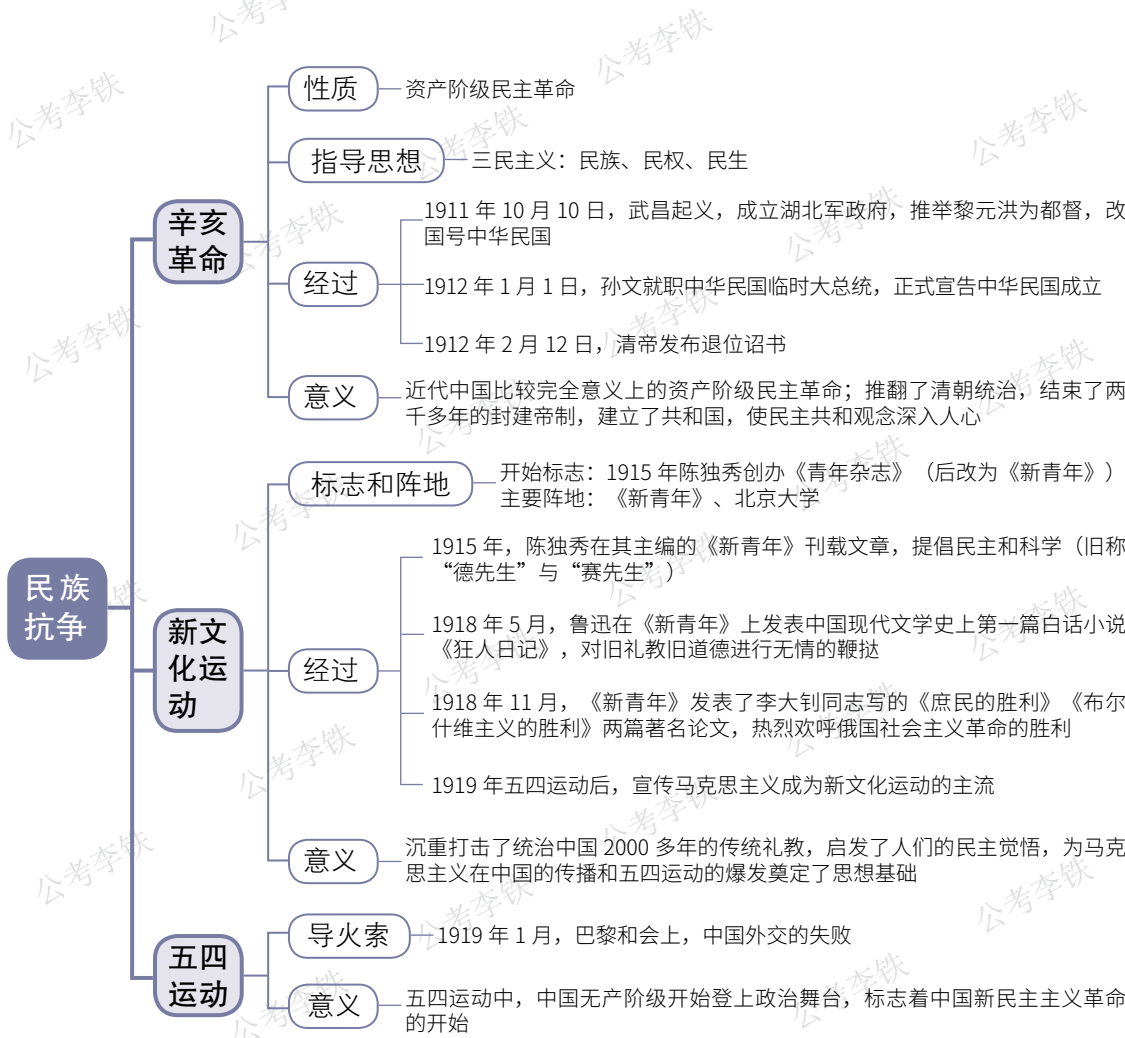 民族
抗争
辛亥
革命
性质
资产阶级民主革命
指导思想
三民主义：民族、民权、民生
经过
1911 年 10 月 10 日，武昌起义，成立湖北军政府，推举黎元洪为都督，改
国号中华民国
1912 年 1 月 1 日，孙文就职中华民国临时大总统，正式宣告中华民国成立
1912 年 2 月 12 日，清帝发布退位诏书
意义
近代中国比较完全意义上的资产阶级民主革命；推翻了清朝统治，结束了两
千多年的封建帝制，建立了共和国，使民主共和观念深入人心
新文
化运
动
标志和阵地
开始标志：1915 年陈独秀创办《青年杂志》（后改为《新青年》）
主要阵地：《新青年》、北京大学
经过
1915 年，陈独秀在其主编的《新青年》刊载文章，提倡民主和科学（旧称
“德先生”与“赛先生”）
1918 年 5 月，鲁迅在《新青年》上发表中国现代文学史上第一篇白话小说
《狂人日记》，对旧礼教旧道德进行无情的鞭挞
1918 年 11 月，《新青年》发表了李大钊同志写的《庶民的胜利》《布尔
什维主义的胜利》两篇著名论文，热烈欢呼俄国社会主义革命的胜利
1919 年五四运动后，宣传马克思主义成为新文化运动的主流
意义
沉重打击了统治中国 2000 多年的传统礼教，启发了人们的民主觉悟，为马克
思主义在中国的传播和五四运动的爆发奠定了思想基础
五四
运动
导火索
1919 年 1 月，巴黎和会上，中国外交的失败
意义
五四运动中，中国无产阶级开始登上政治舞台，标志着中国新民主主义革命
的开始
公考李铁